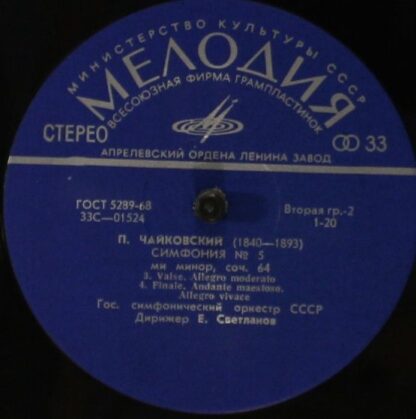 МИНИСТЕРСТВО КУЛЬТУРЫ СССР
МЕЛОДИЯ
ВСЕСОЮЗНАЯ ФИРМА ГРАМПЛАСТИНОК
СТЕРЕО
33
АПРЕЛЕВСКИЙ ОРДЕНА ЛЕНИНА ЗАВОД
ГОСТ 5289-68
Вторая гр.-2
33С—01524
1-20
П. ЧАЙКОВСКИЙ (1840—1893)
СИМФОНИЯ № 5
ми минор, соч. 64
3. Valse. Allegro moderato
4. Finale. Andante maestoso.
Allegro vivace
Гос. симфонический оркестр СССР
Дирижер Е. Светланов